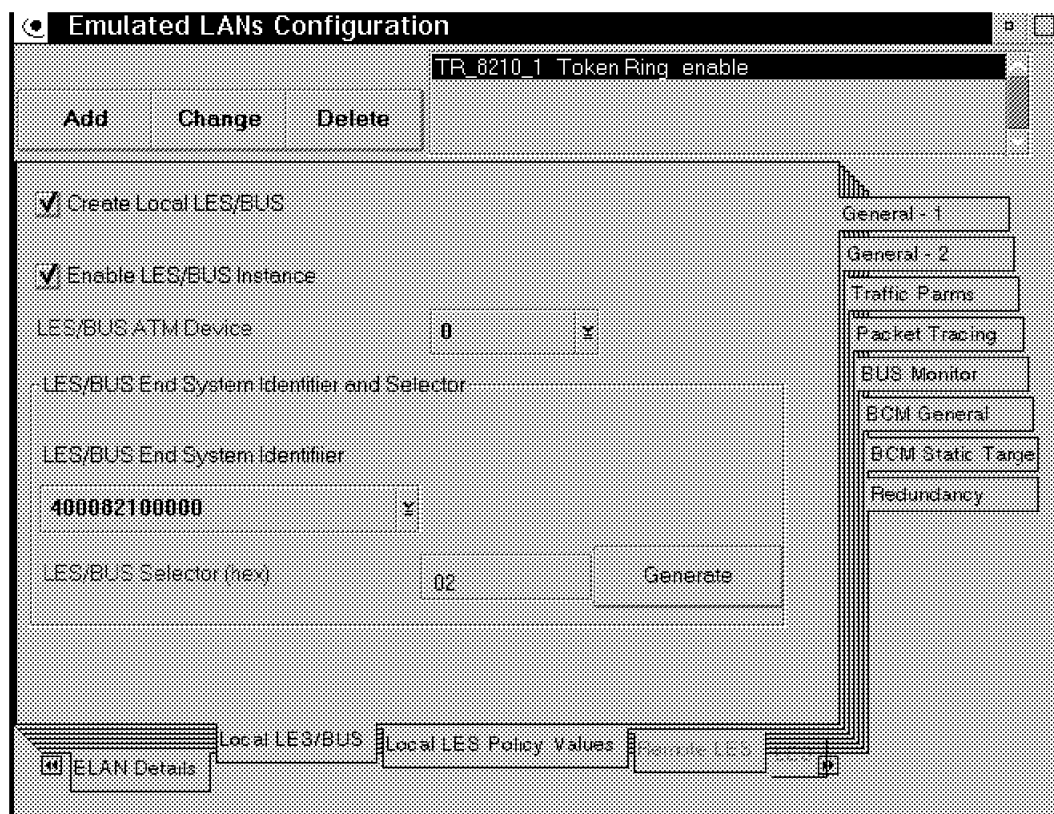 Emulated LANs Configuration
TR_8210_1 Token Ring enable
Add Change Delete
Create Local LES/BUS
Enable LES/BUS Instance
LES/BUS ATM Device 0
LES/BUS End System Identifier and Selector
LES/BUS End System Identifiier
400082100000
LES/BUS Selector (hex) 02 Generate
General - 1
General - 2
Traffic Parms
Packet Tracing
BUS Monitor
BCM General
BCM Static Targe
Redundancy
ELAN Details
Local LES/BUS
Local LES Policy Values
Remote LES